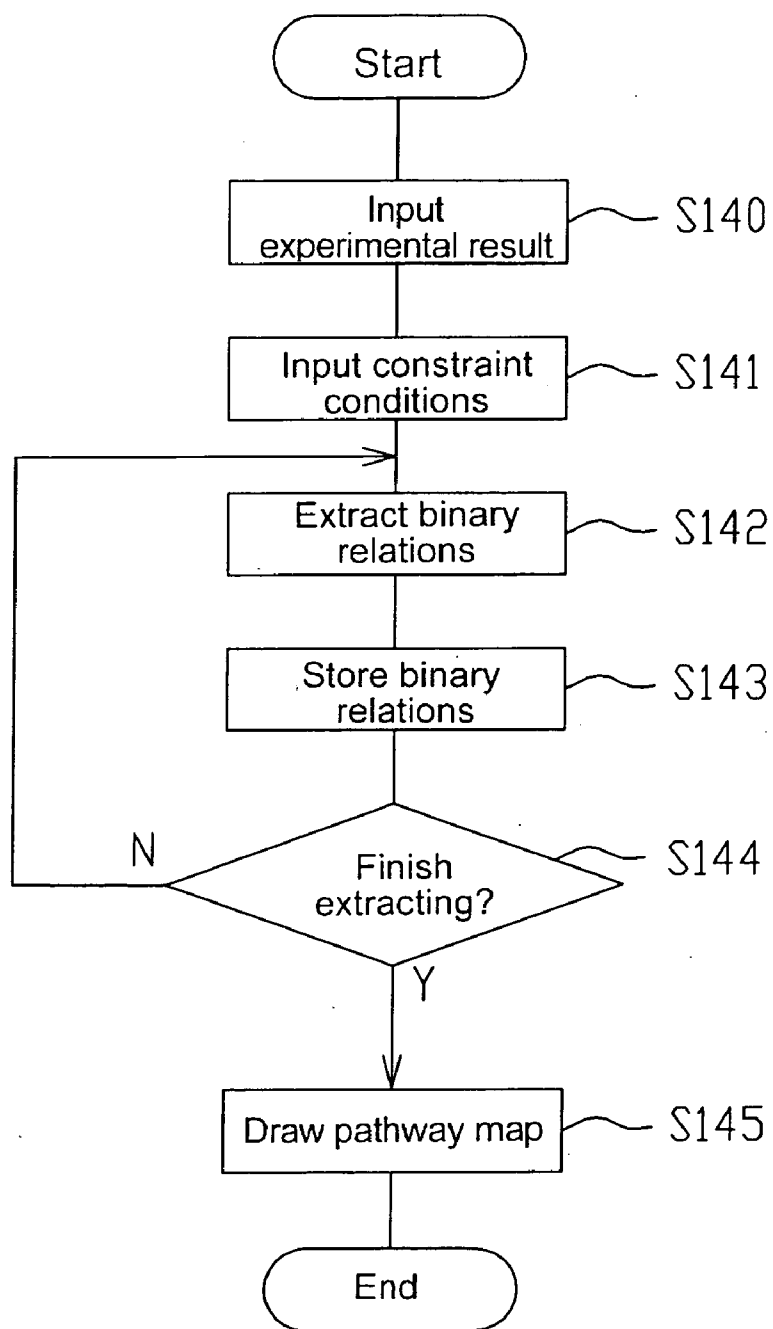 Start
Input
experimental result
S140
Input constraint
conditions
S141
Extract binary
relations
S142
Store binary
relations
S143
N
Finish
extracting?
S144
Y
Draw pathway map
S145
End